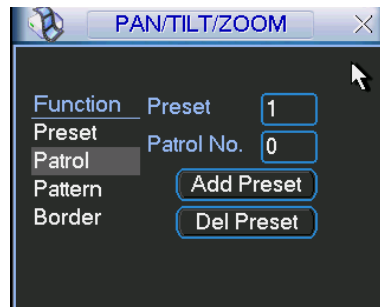 PAN/TILT/ZOOM
Function
Preset
Patrol
Pattern
Border
Preset 1
Patrol No. 0
Add Preset
Del Preset